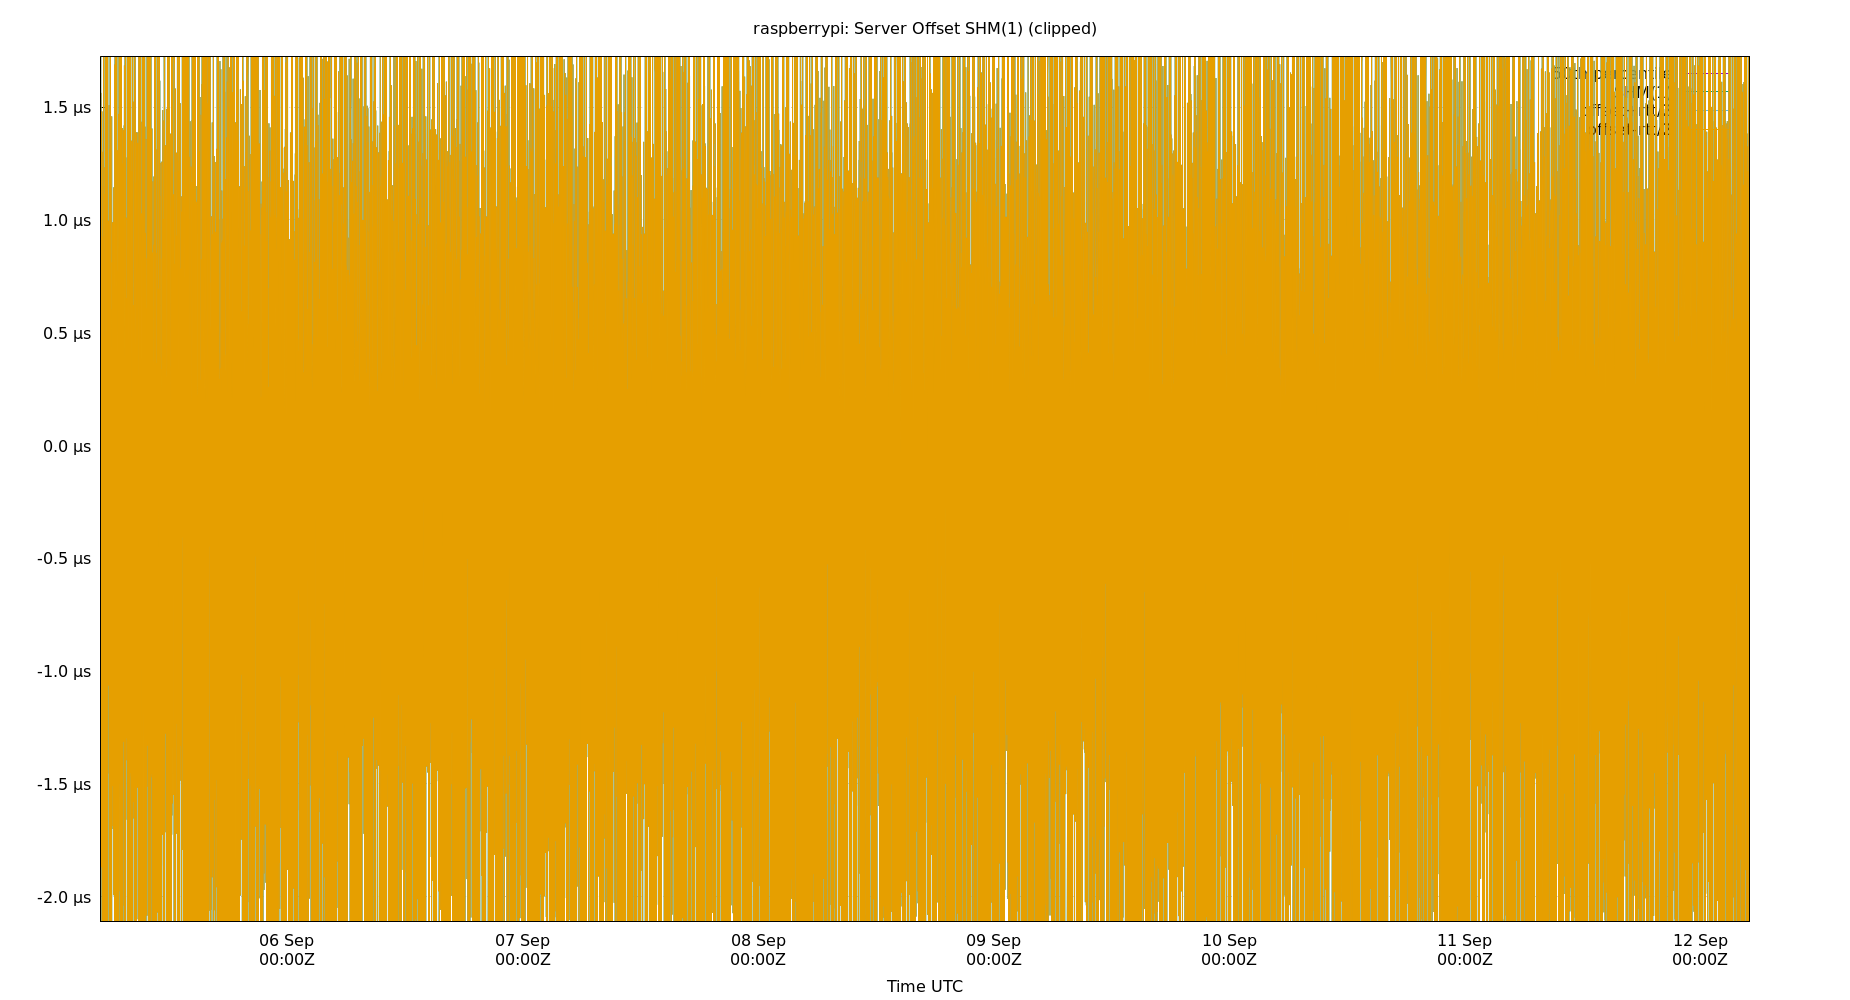 raspberrypi: Server Offset SHM(1) (clipped)
1.5 µs
1.0 µs
0.5 µs
0.0 µs
-0.5 µs
-1.0 µs
-1.5 µs
-2.0 µs
SHM(1)
06 Sep 07 Sep 08 Sep 09 Sep 10 Sep 11 Sep 12 Sep
00:00Z 00:00Z 00:00Z 00:00Z 00:00Z 00:00Z 00:00Z
Time UTC